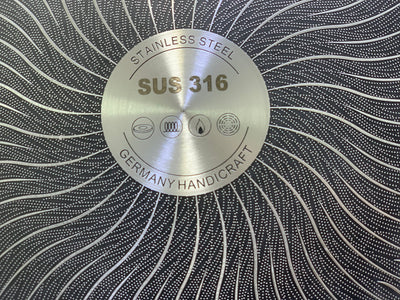 STAINLESS STEEL
SUS 316
GERMANY HANDICRAFT